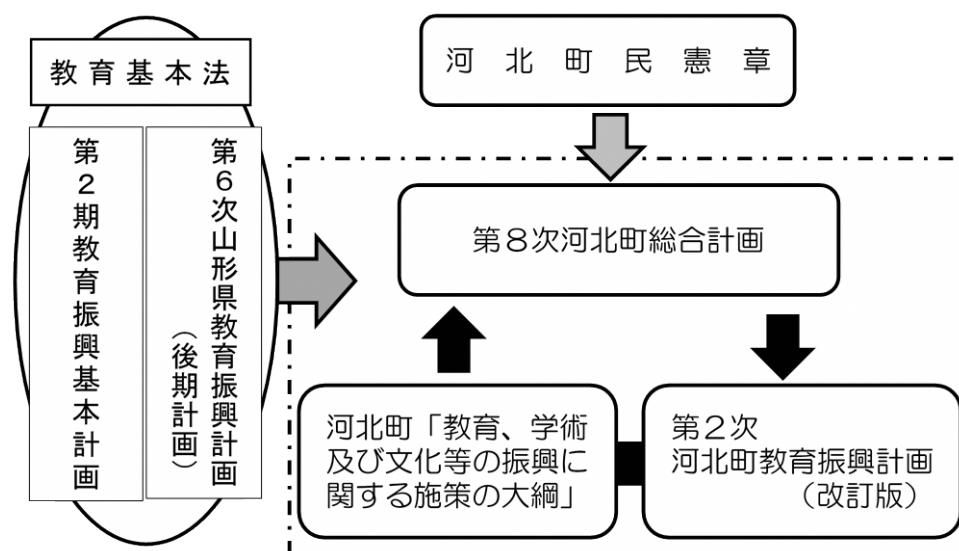 教育基本法
第２期教育振興基本計画
第６次山形県教育振興計画
（後期計画）
河北町民憲章
第８次河北町総合計画
河北町「教育、学術
及び文化等の振興に
関する施策の大綱」
第２次
河北町教育振興計画
（改訂版）